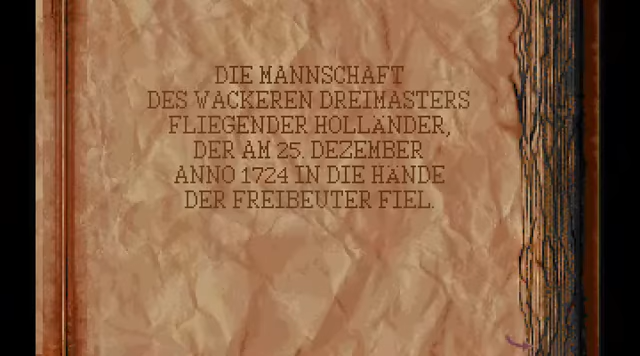 DIE MANNSCHAFT
DES WACKEREN DREIMASTERS
FLIEGENDER HOLLÄNDER,
DER AM 25. DEZEMBER
ANNO 1724 IN DIE HÄNDE
DER FREIBEUTER FIEL.